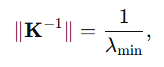 ‖K⁻¹‖ = 1/λ_min,